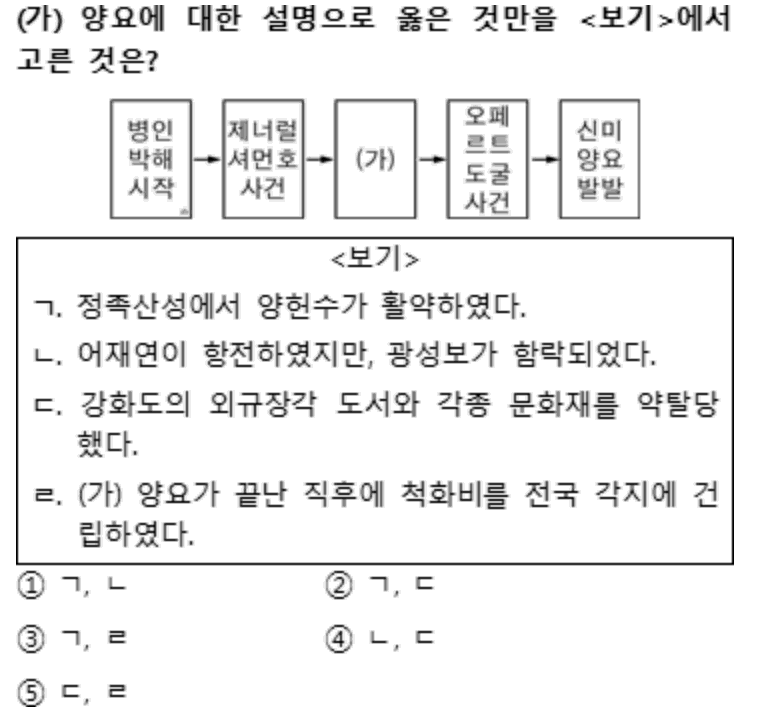 (가) 양요에 대한 설명으로 옳은 것만을 <보기>에서
고른 것은?
병인
박해
시작
제너럴
셔먼호
사건
(가)
오페
르트
도굴
사건
신미
양요
발발
<보기>
ㄱ. 정족산성에서 양헌수가 활약하였다.
ㄴ. 어재연이 항전하였지만, 광성보가 함락되었다.
ㄷ. 강화도의 외규장각 도서와 각종 문화재를 약탈당
했다.
ㄹ. (가) 양요가 끝난 직후에 척화비를 전국 각지에 건
립하였다.
① ㄱ, ㄴ ② ㄱ, ㄷ
③ ㄱ, ㄹ ④ ㄴ, ㄷ
⑤ ㄷ, ㄹ